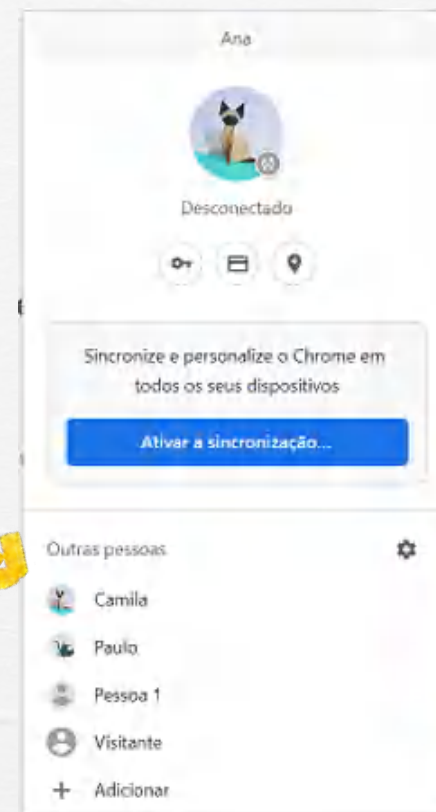 Ana
Desconectado
Sincronize e personalize o Chrome em
todos os seus dispositivos
Ativar a sincronização...
Outras pessoas
Camila
Paulo
Pessoa 1
Visitante
Adicionar